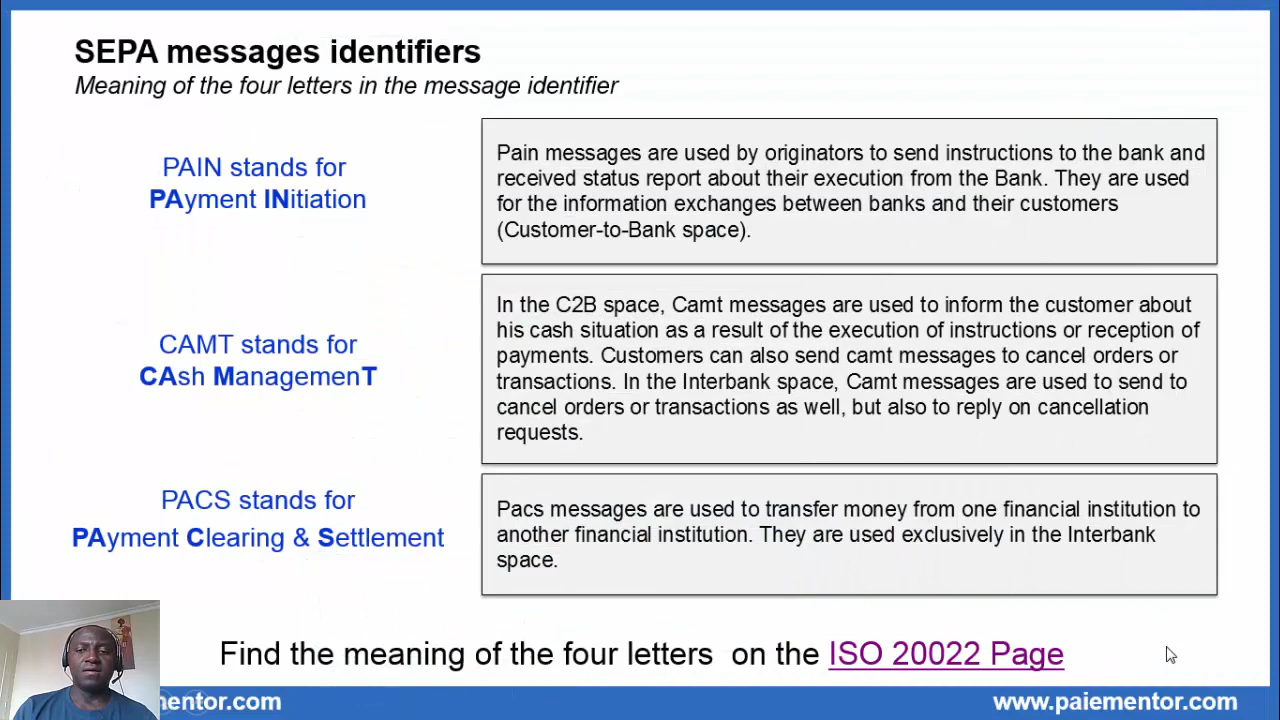 SEPA messages identifiers
Meaning of the four letters in the message identifier
PAIN stands for
PAyment INitiation
Pain messages are used by originators to send instructions to the bank and
received status report about their execution from the Bank. They are used
for the information exchanges between banks and their customers
(Customer-to-Bank space).
CAMT stands for
CAsh ManagemenT
In the C2B space, Camt messages are used to inform the customer about
his cash situation as a result of the execution of instructions or reception of
payments. Customers can also send camt messages to cancel orders or
transactions. In the Interbank space, Camt messages are used to send to
cancel orders or transactions as well, but also to reply on cancellation
requests.
PACS stands for
PAyment Clearing & Settlement
Pacs messages are used to transfer money from one financial institution to
another financial institution. They are used exclusively in the Interbank
space.
Find the meaning of the four letters on the ISO 20022 Page
mentor.com
www.paiementor.com